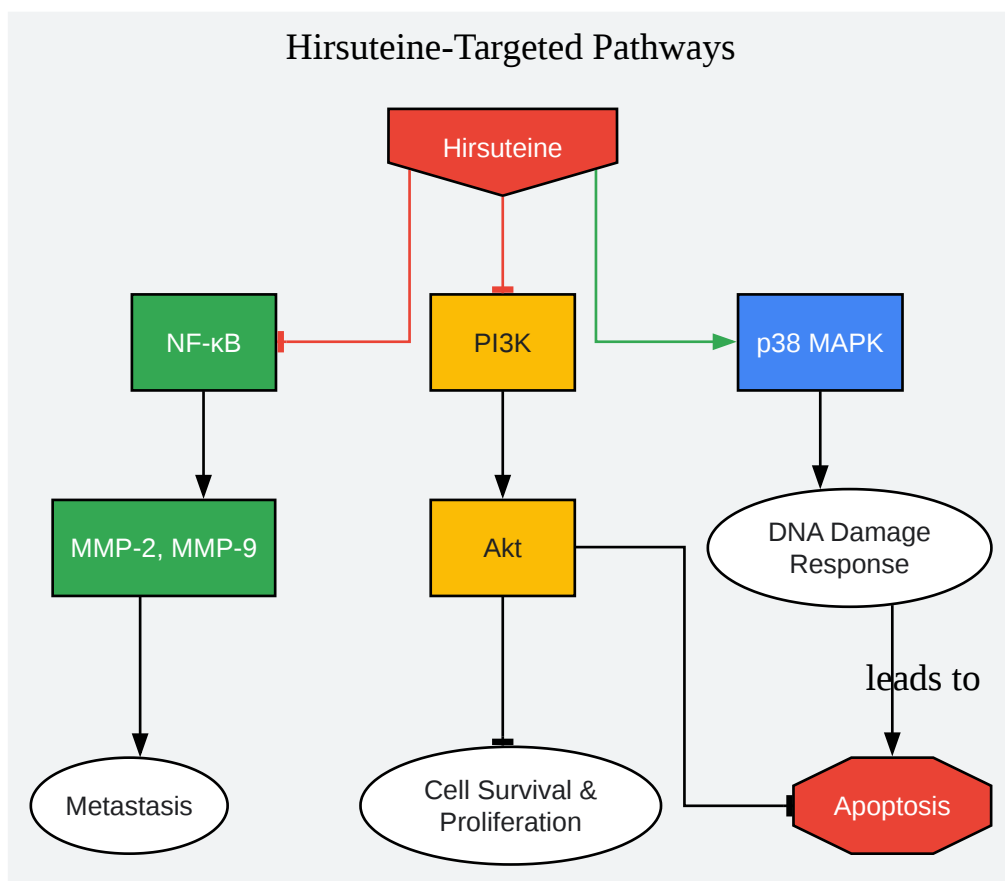 Hirsuteine-Targeted Pathways
Hirsuteine
NF-κB
PI3K
p38 MAPK
MMP-2, MMP-9
Akt
DNA Damage
Response
leads to
Metastasis
Cell Survival &
Proliferation
Apoptosis